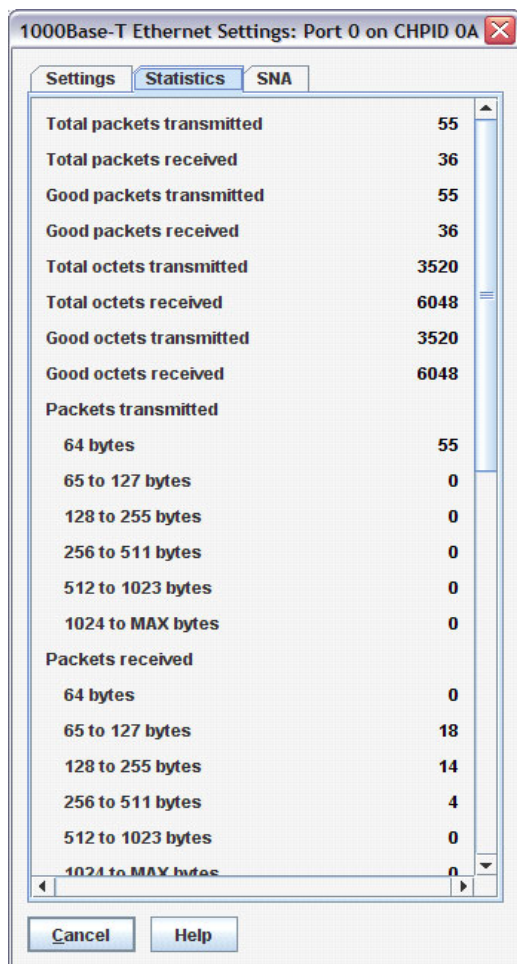 1000Base-T Ethernet Settings: Port 0 on CHPID 0A
Settings Statistics SNA
Total packets transmitted 55
Total packets received 36
Good packets transmitted 55
Good packets received 36
Total octets transmitted 3520
Total octets received 6048
Good octets transmitted 3520
Good octets received 6048
Packets transmitted
64 bytes 55
65 to 127 bytes 0
128 to 255 bytes 0
256 to 511 bytes 0
512 to 1023 bytes 0
1024 to MAX bytes 0
Packets received
64 bytes 0
65 to 127 bytes 18
128 to 255 bytes 14
256 to 511 bytes 4
512 to 1023 bytes 0
1024 to MAX bytes 0
Cancel Help